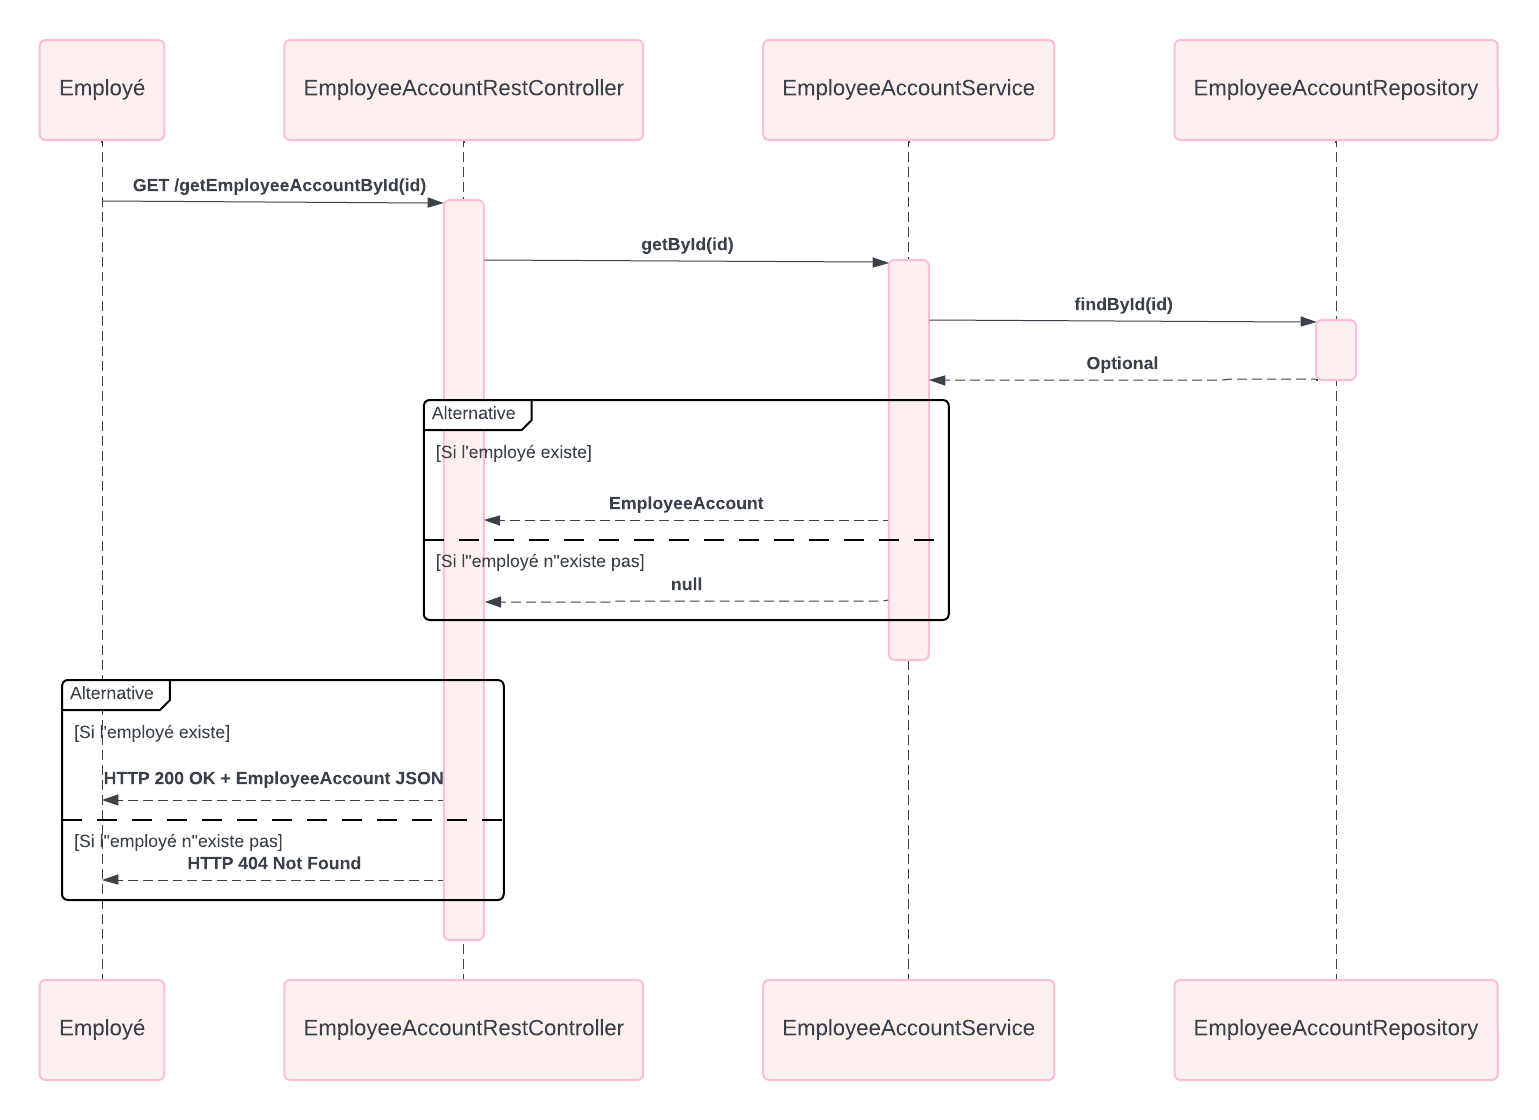 Employé
EmployeeAccountRestController
EmployeeAccountService
EmployeeAccountRepository
GET /getEmployeeAccountById(id)
getById(id)
findById(id)
Optional
Alternative
[Si l'employé existe]
EmployeeAccount
[Si l"employé n"existe pas]
null
Alternative
[Si l"employé existe]
HTTP 200 OK + EmployeeAccount JSON
[Si l"employé n"existe pas]
HTTP 404 Not Found
Employé
EmployeeAccountRestController
EmployeeAccountService
EmployeeAccountRepository